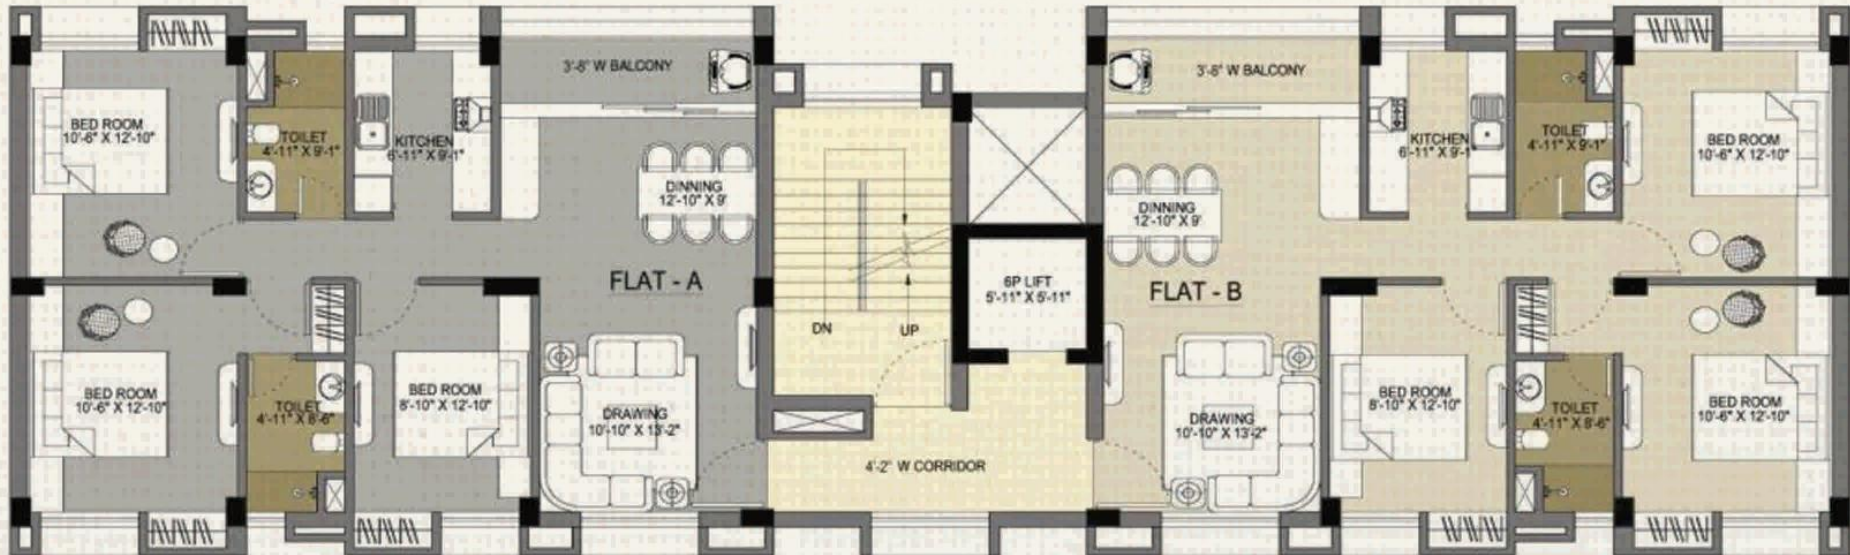 3'-8" W BALCONY
3'-8" W BALCONY
BED ROOM
10'-6" X 12'-10"
TOILET
4'-11" X 9'-1"
KITCHEN
6'-11" X 9'-1"
DINNING
12'-10" X 9'
DINNING
12'-10" X 9'
KITCHEN
6'-11" X 9'-1"
TOILET
4'-11" X 9'-1"
BED ROOM
10'-6" X 12'-10"
FLAT - A
6P LIFT
5'-11" X 5'-11"
FLAT - B
DN
UP
BED ROOM
10'-6" X 12'-10"
TOILET
4'-11" X 8'-6"
BED ROOM
8'-10" X 12'-10"
DRAWING
10'-10" X 13'-2"
DRAWING
10'-10" X 13'-2"
BED ROOM
8'-10" X 12'-10"
TOILET
4'-11" X 8'-6"
BED ROOM
10'-6" X 12'-10"
4'-2" W CORRIDOR